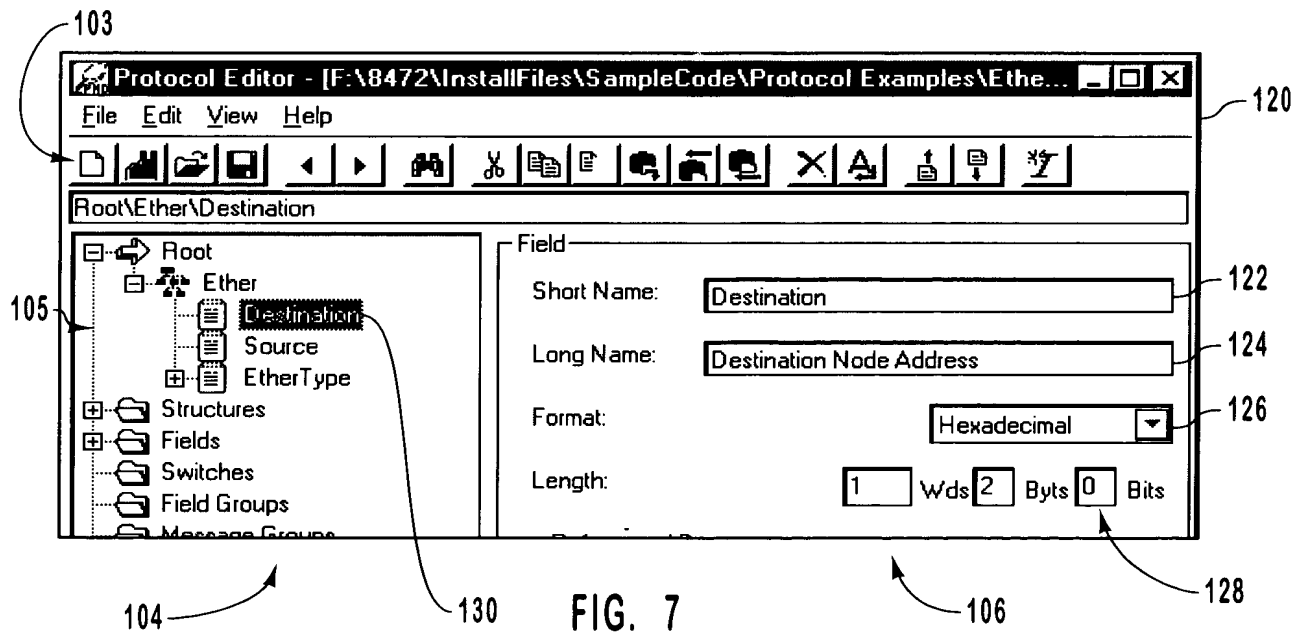 103
Protocol Editor - [F:\8472\InstallFiles\SampleCode\Protocol Examples\Ethe...
120
File Edit View Help
Root\Ether\Destination
Root
Ether
105
Destination
Source
EtherType
Structures
Fields
Switches
Field Groups
Message Groups
Field
Short Name: Destination
122
Long Name: Destination Node Address
124
Format: Hexadecimal
126
Length: 1 Wds 2 Byts 0 Bits
128
104
130
FIG. 7
106